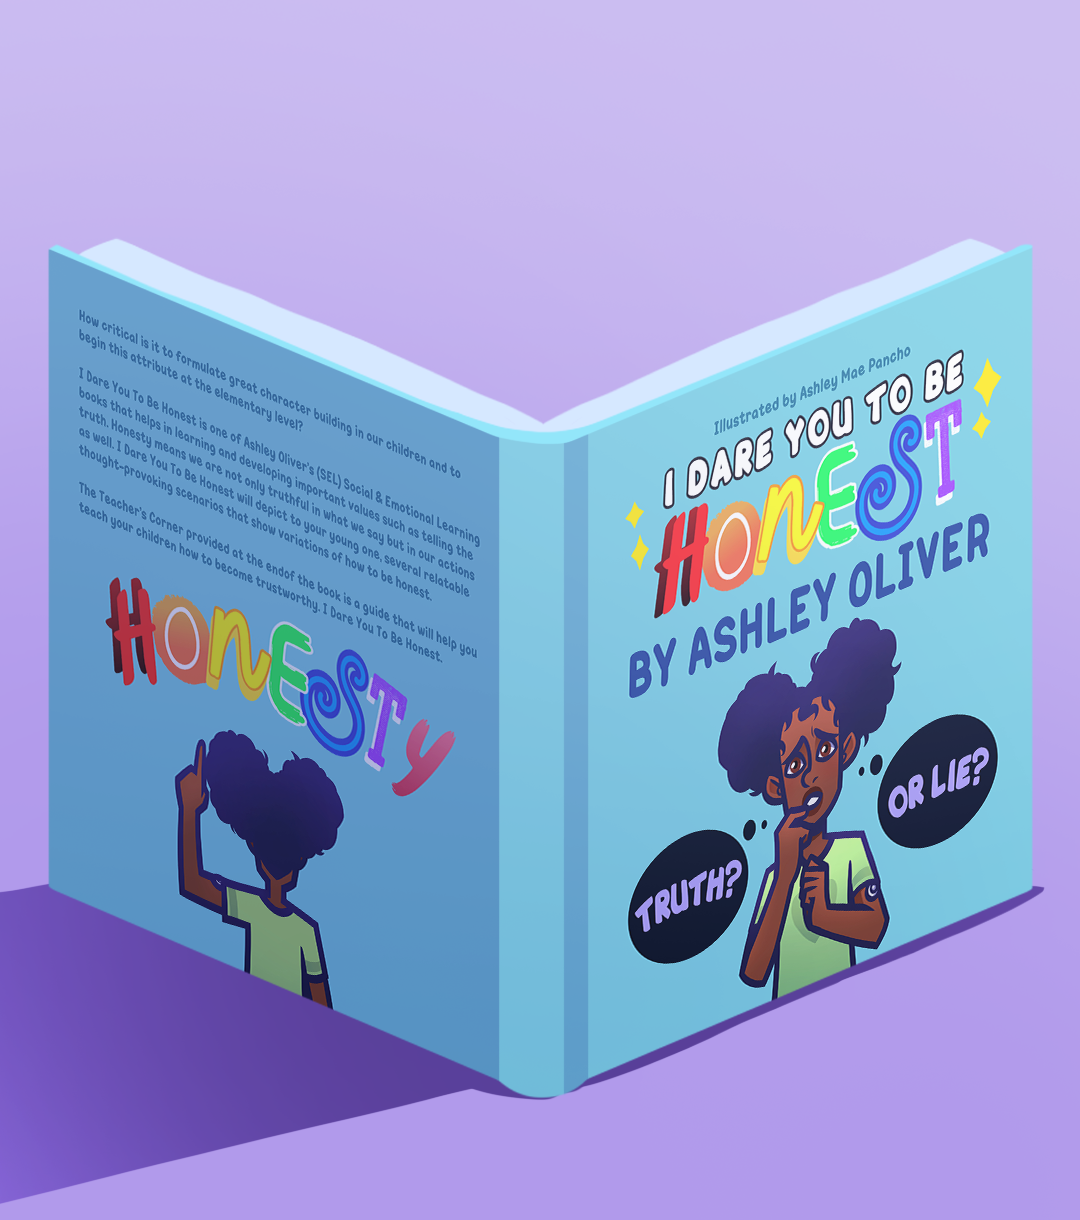 How critical is it to formulate great character building in our children and to
begin this attribute at the elementary level?
I Dare You To Be Honest is one of Ashley Oliver's (SEL) Social & Emotional Learning
books that helps in learning and developing important values such as telling the
truth. Honesty means we are not only truthful in what we say but in our actions
as well. I Dare You To Be Honest will depict to your young one, several relatable
thought-provoking scenarios that show variations of how to be honest.
The Teacher's Corner provided at the endof the book is a guide that will help you
teach your children how to become trustworthy. I Dare You To Be Honest.
HONESTY
Illustrated by Ashley Mae Pancho
I DARE YOU TO BE
HONEST
BY ASHLEY OLIVER
TRUTH?
OR LIE?